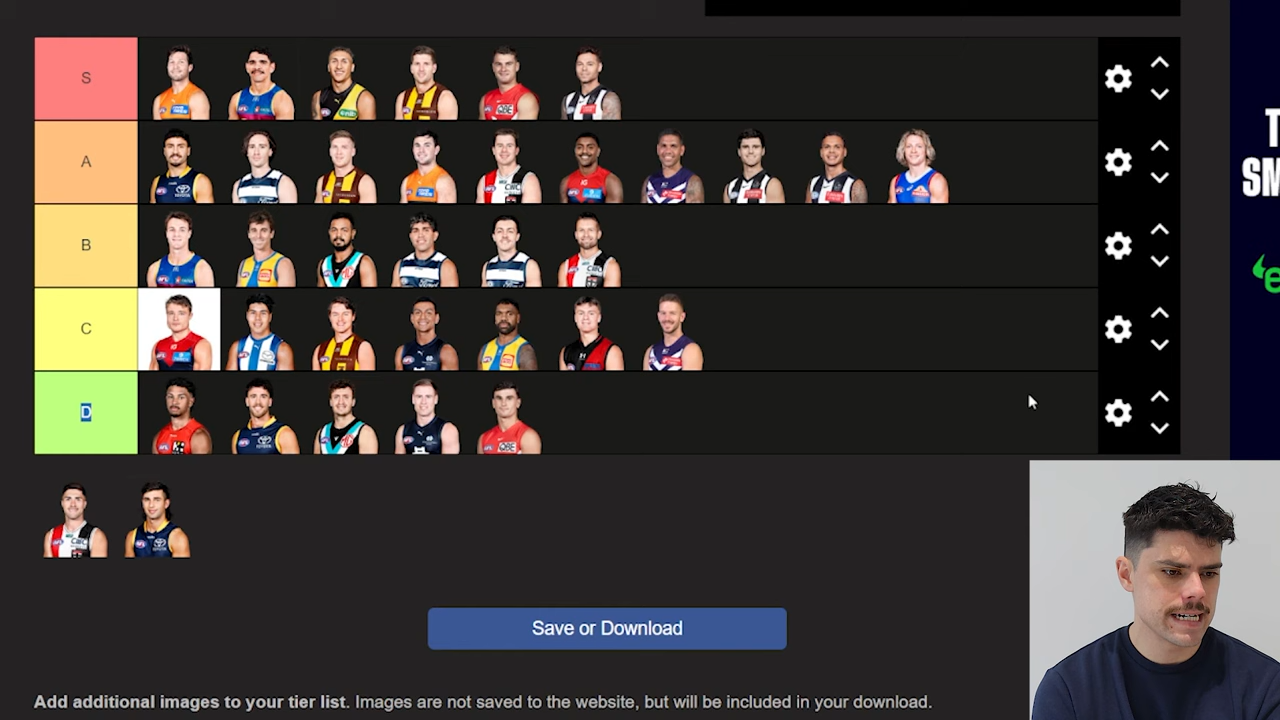 S
T
SM
A
B
'e
C
D
Save or Download
Add additional images to your tier list. Images are not saved to the website, but will be included in your download.